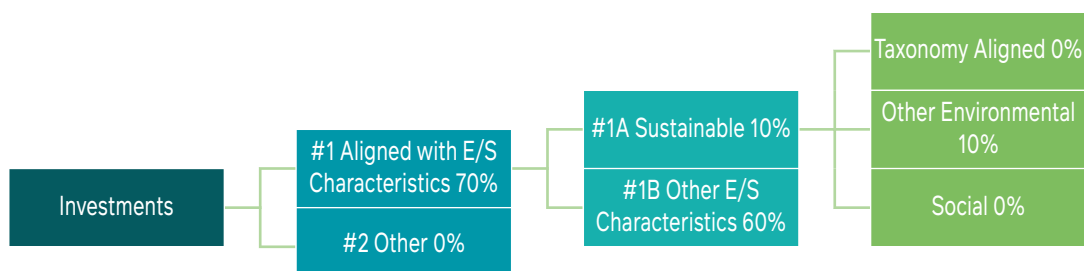 Investments
#1 Aligned with E/S
Characteristics 70%
#2 Other 0%
#1A Sustainable 10%
#1B Other E/S
Characteristics 60%
Taxonomy Aligned 0%
Other Environmental
10%
Social 0%